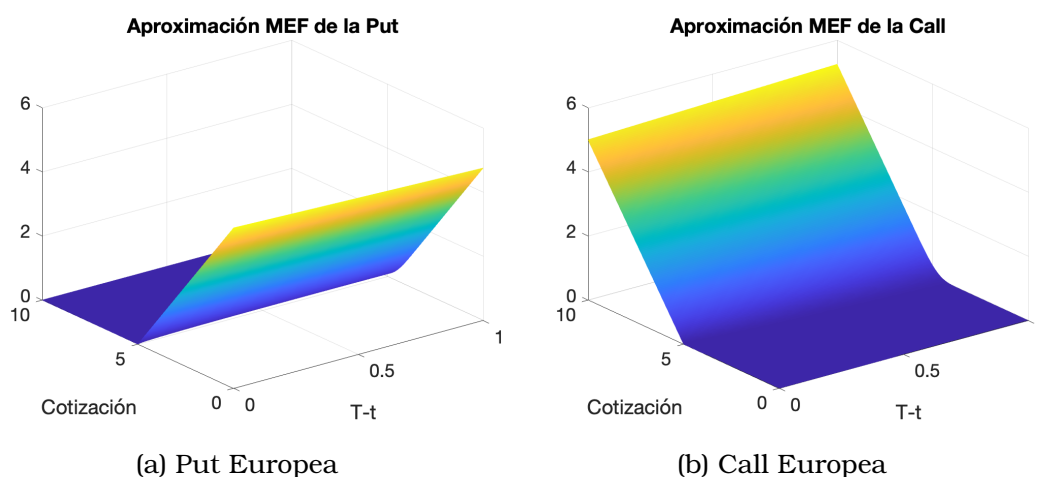 Aproximación MEF de la Put
6
4
2
0
10
5
0
0
0.5
1
Cotización
T-t
(a) Put Europea
Aproximación MEF de la Call
6
4
2
0
10
5
0
0
0.5
Cotización
T-t
(b) Call Europea